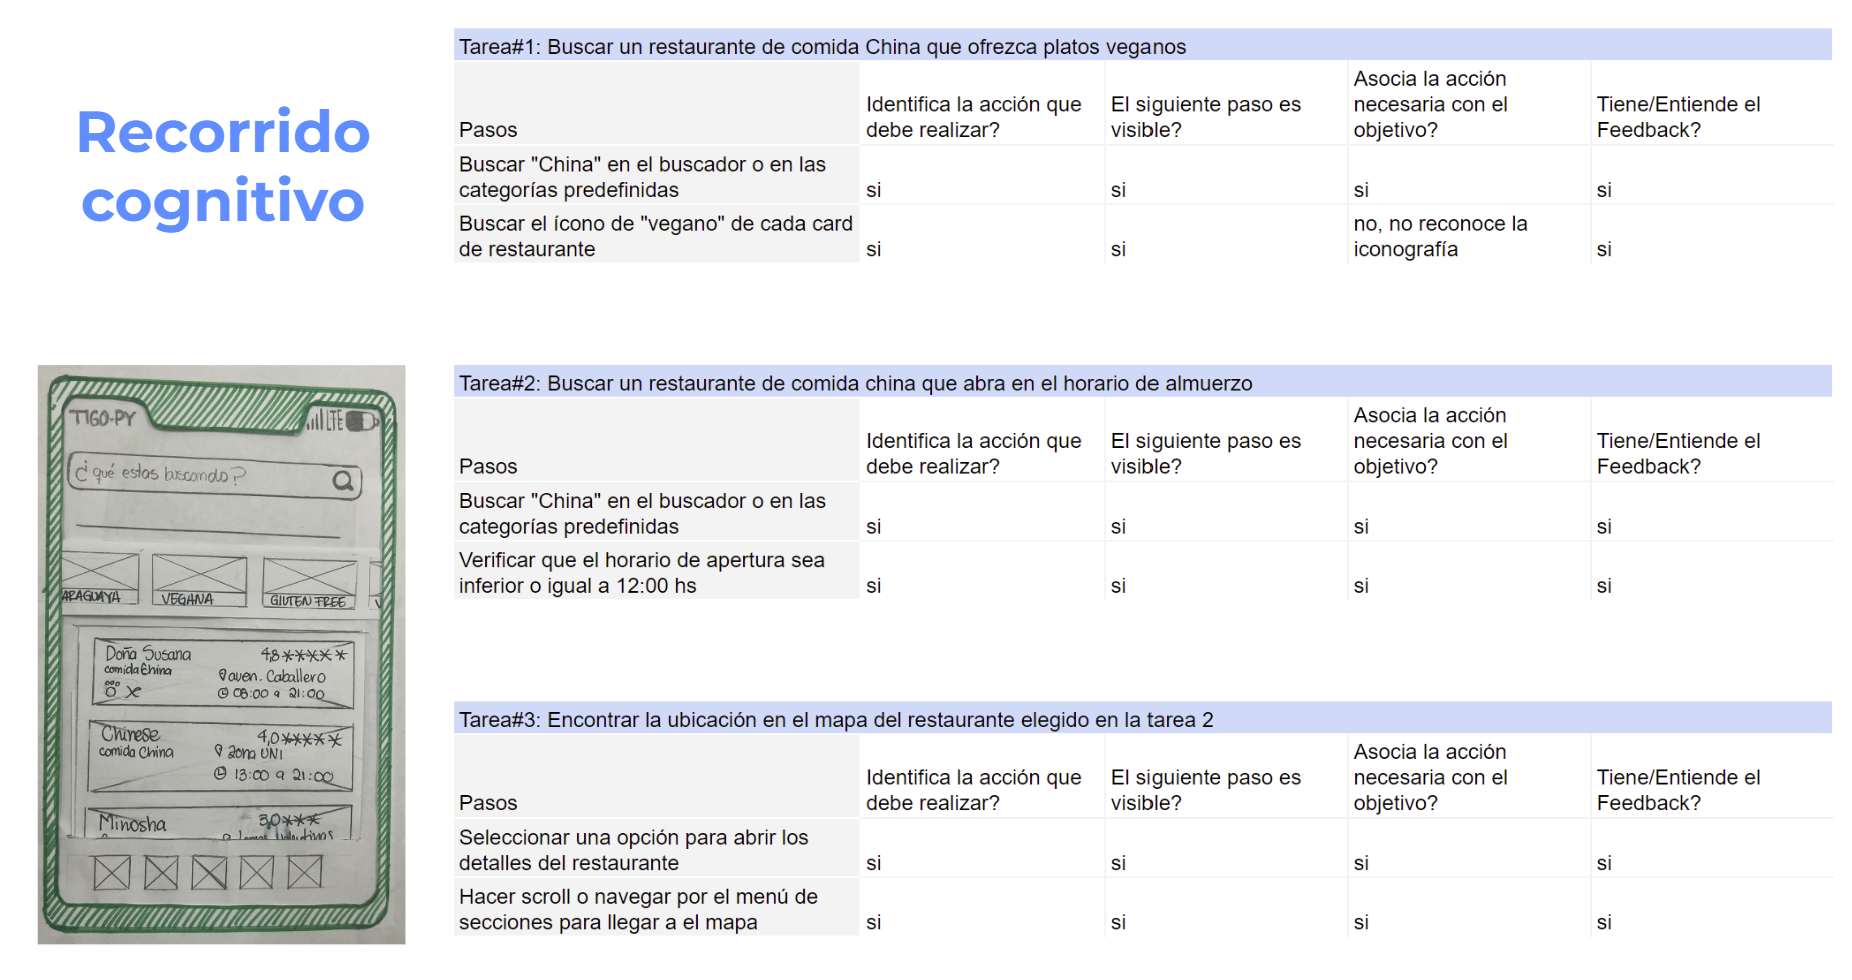 Recorrido
cognitivo
Tarea#1: Buscar un restaurante de comida China que ofrezca platos veganos
Pasos
Identifica la acción que
debe realizar?
El siguiente paso es
visible?
Asocia la acción
necesaria con el
objetivo?
Tiene/Entiende el
Feedback?
Buscar "China" en el buscador o en las
categorías predefinidas
si
si
si
si
Buscar el ícono de "vegano" de cada card
de restaurante
si
si
no, no reconoce la
iconografía
si
Tarea#2: Buscar un restaurante de comida china que abra en el horario de almuerzo
Pasos
Identifica la acción que
debe realizar?
El siguiente paso es
visible?
Asocia la acción
necesaria con el
objetivo?
Tiene/Entiende el
Feedback?
Buscar "China" en el buscador o en las
categorías predefinidas
si
si
si
si
Verificar que el horario de apertura sea
inferior o igual a 12:00 hs
si
si
si
si
Tarea#3: Encontrar la ubicación en el mapa del restaurante elegido en la tarea 2
Pasos
Identifica la acción que
debe realizar?
El siguiente paso es
visible?
Asocia la acción
necesaria con el
objetivo?
Tiene/Entiende el
Feedback?
Seleccionar una opción para abrir los
detalles del restaurante
si
si
si
si
Hacer scroll o navegar por el menú de
secciones para llegar a el mapa
si
si
si
si
TIGO-PY LTE
¿qué estas buscando?
ARAGUAYA VEGANA GLUTEN FREE
Doña Susana 4,8
comida China
aven. Caballero
08:00 a 21:00
Chinese 4,0
comida China zona UNI
13:00 a 21:00
Minosha 3,0